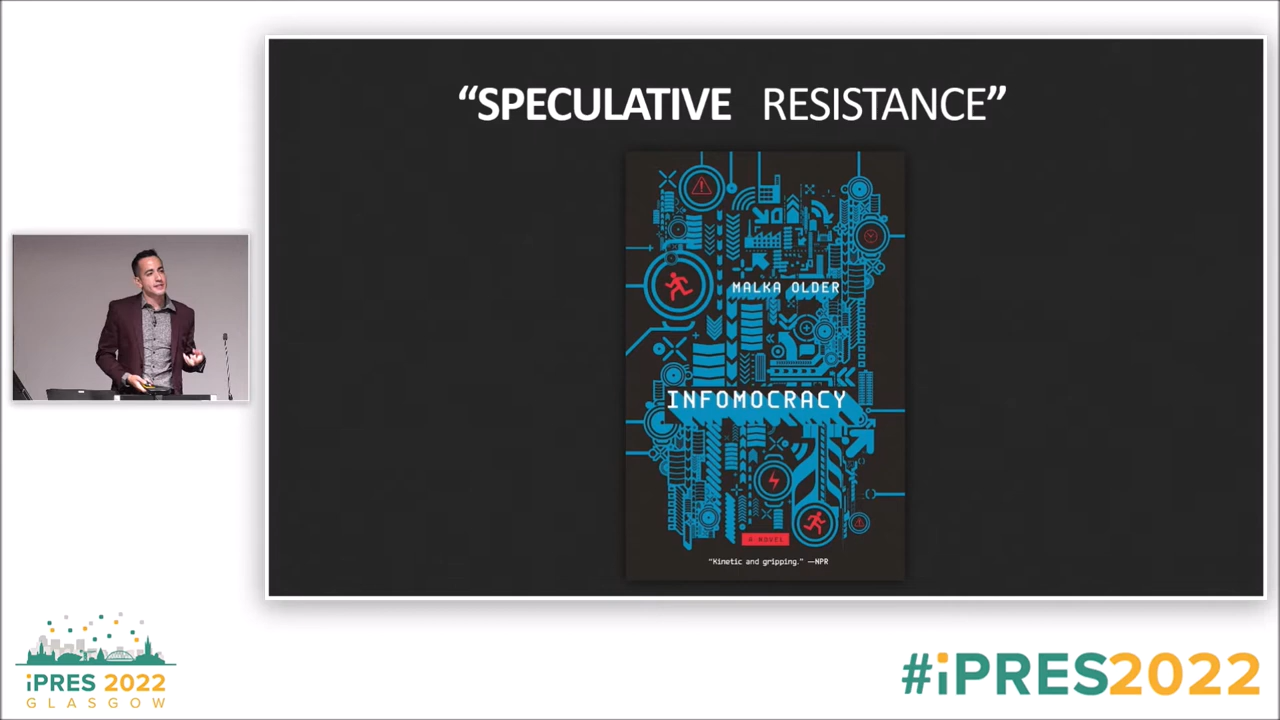 “SPECULATIVE RESISTANCE”
MALKA OLDER
INFOMOCRACY
A NOVEL
“Kinetic and gripping.” —NPR
iPRES 2022
GLASGOW
#iPRES2022